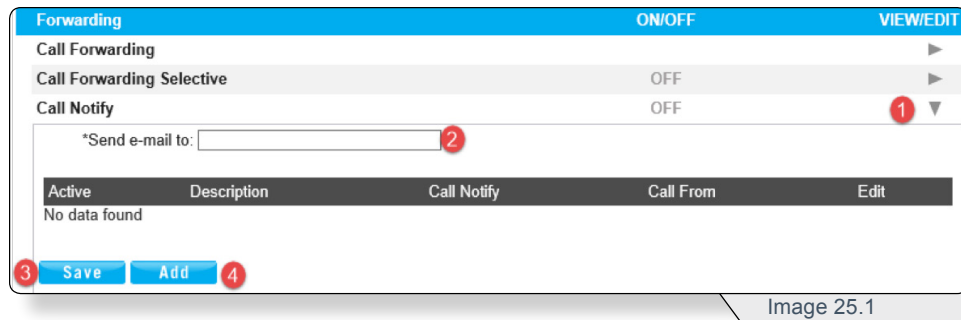 Forwarding ON/OFF VIEW/EDIT
Call Forwarding
Call Forwarding Selective OFF
Call Notify OFF 1
*Send e-mail to: 2
Active Description Call Notify Call From Edit
No data found
3 Save Add 4
Image 25.1